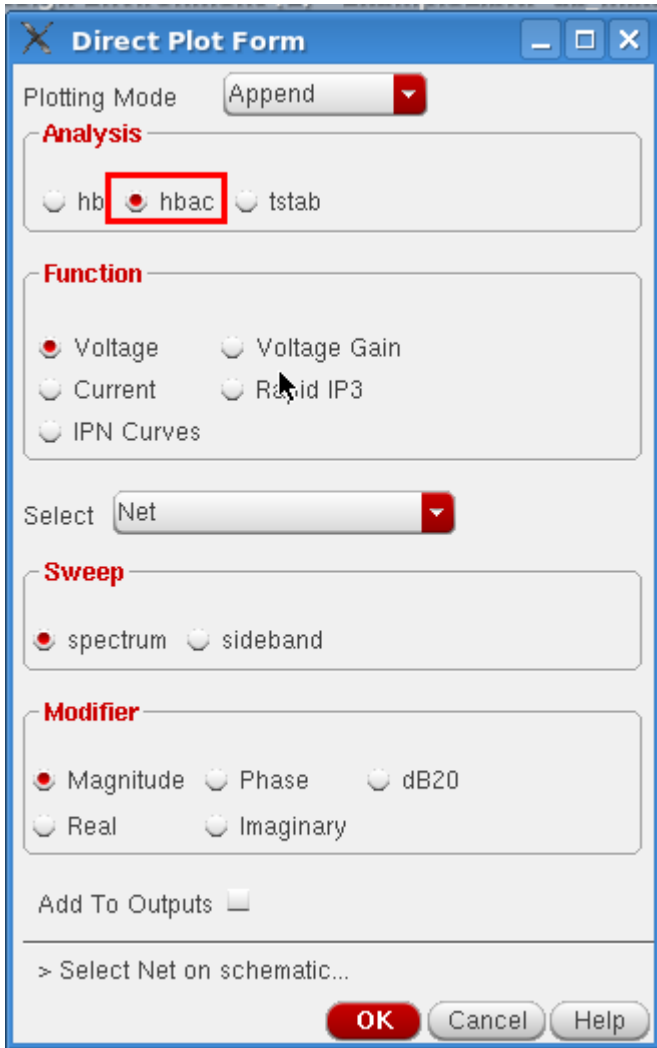 Direct Plot Form
Plotting Mode Append
Analysis
hb hbac tstab
Function
Voltage Voltage Gain
Current Rapid IP3
IPN Curves
Select Net
Sweep
spectrum sideband
Modifier
Magnitude Phase dB20
Real Imaginary
Add To Outputs
> Select Net on schematic...
OK Cancel Help